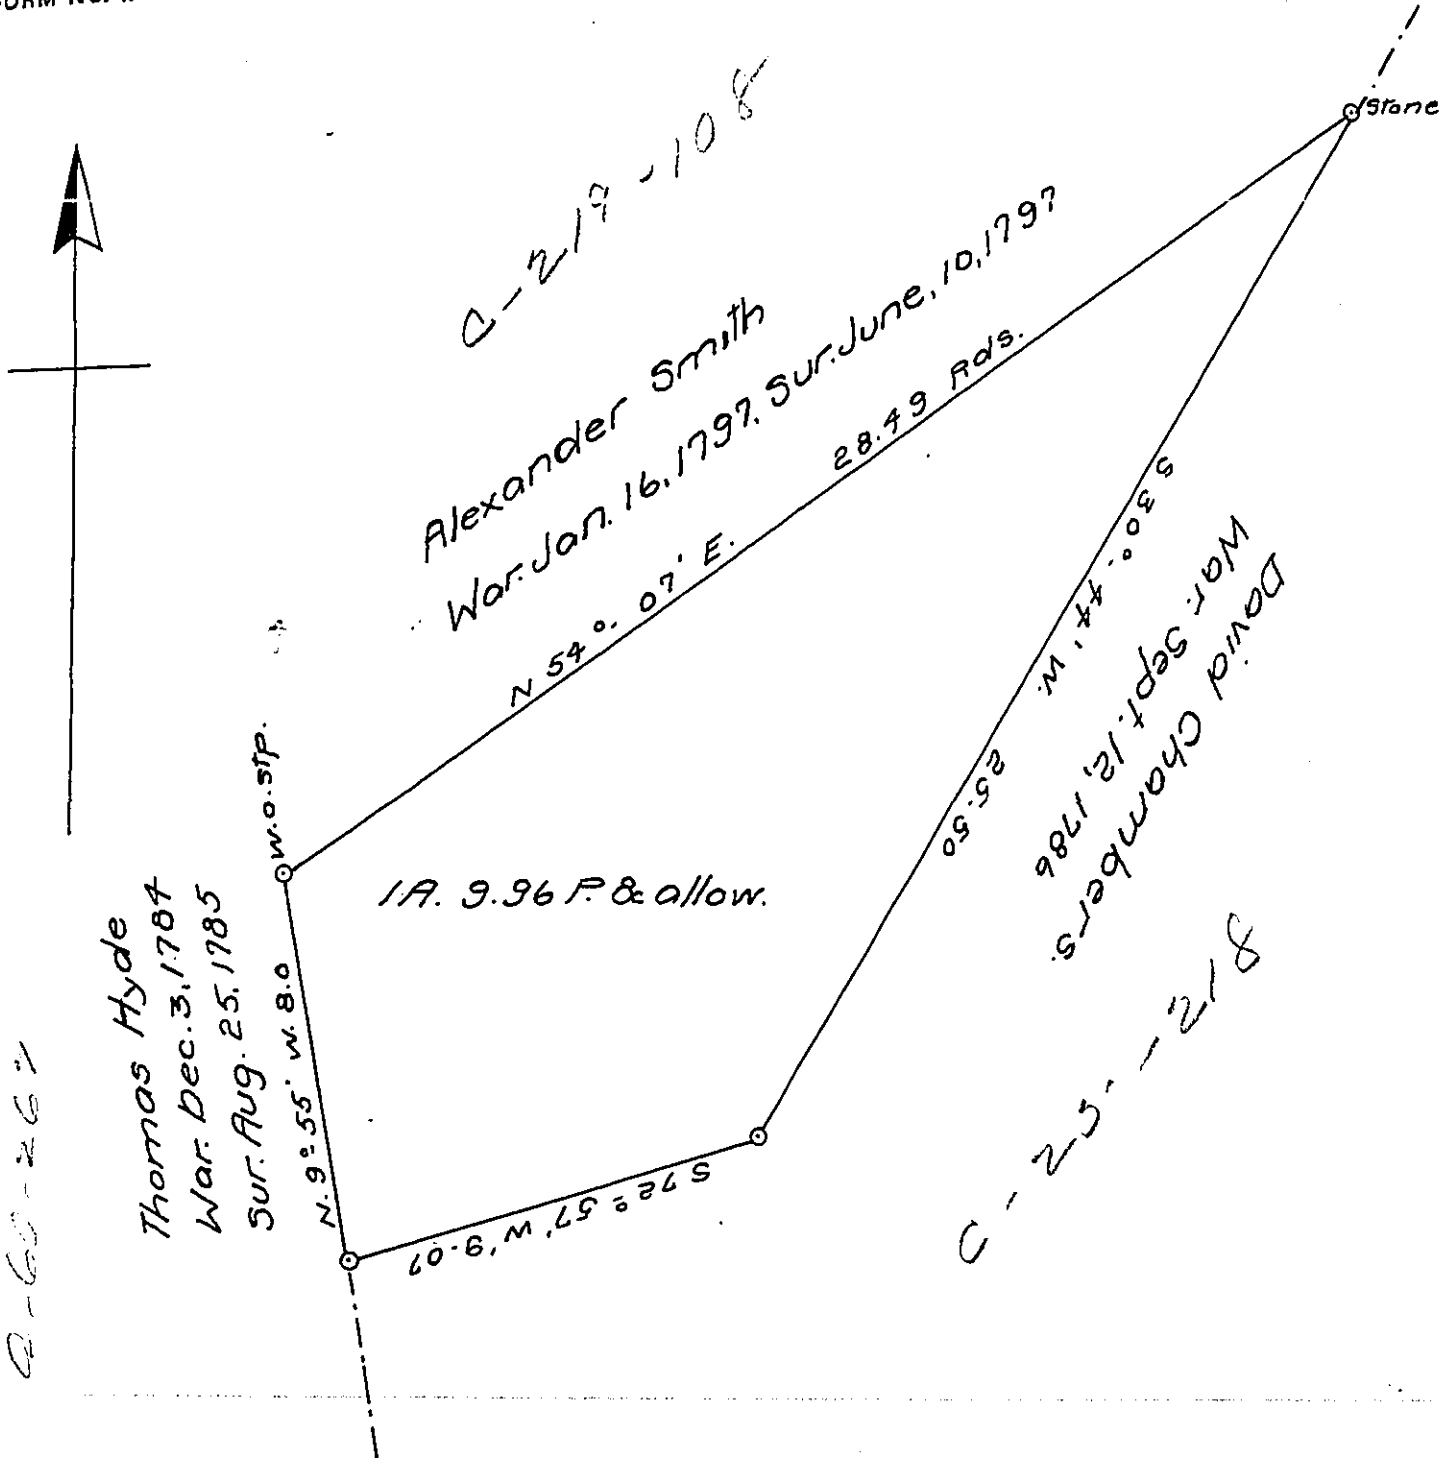 FORM NO.
Stone
C-219-108
Alexander Smith
War. Jan. 16, 1797. Sur. June, 10, 1797
28.49 Rds.
N 54°. 07' E.
S 30°. 44' W.
25.50
David Chambers.
War. Sept. 12, 1786
W.O. STP.
1A. 9.96 P. & allow.
Thomas Hyde
War. Dec. 3, 1784
Sur. Aug. 25, 1785
N. 9° 55' W. 8.0
S 72° 57' W. 9.07
C-25-218